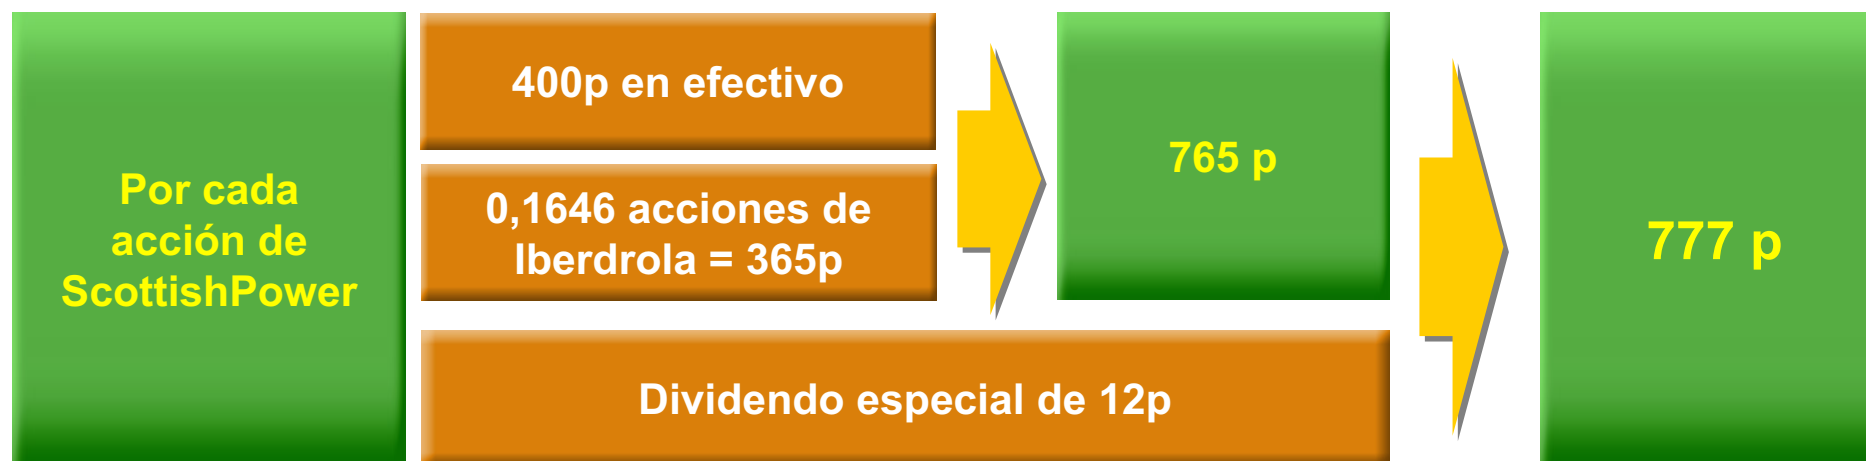 Por cada
acción de
ScottishPower
400p en efectivo
0,1646 acciones de
Iberdrola = 365p
765 p
Dividendo especial de 12p
777 p